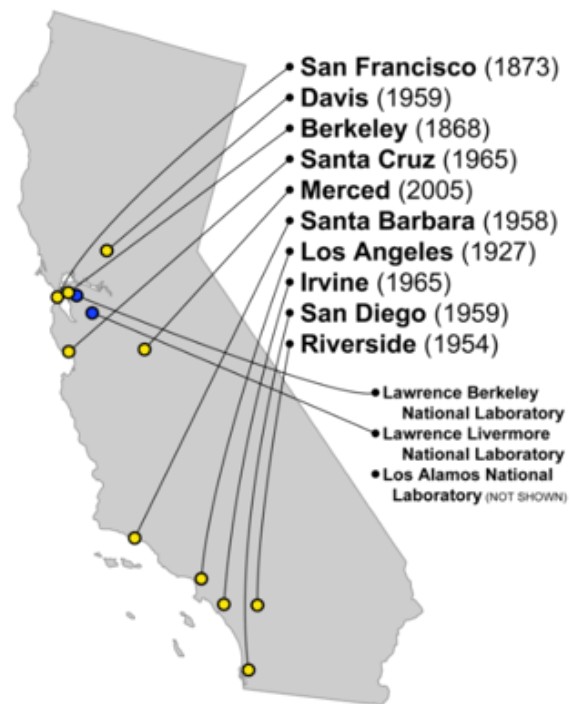 San Francisco (1873)
Davis (1959)
Berkeley (1868)
Santa Cruz (1965)
Merced (2005)
Santa Barbara (1958)
Los Angeles (1927)
Irvine (1965)
San Diego (1959)
Riverside (1954)
Lawrence Berkeley
National Laboratory
Lawrence Livermore
National Laboratory
Los Alamos National
Laboratory (NOT SHOWN)